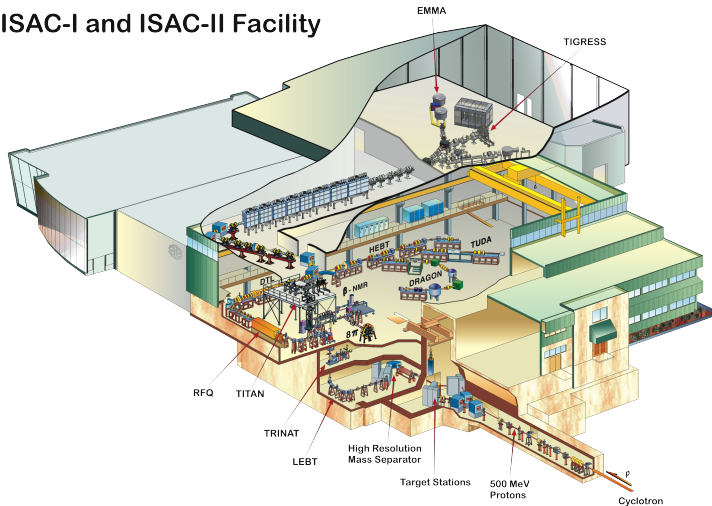 ISAC-I and ISAC-II Facility
EMMA
TIGRESS
HEBT
TUDA
DTL
β-NMR
DRAGON
8π
RFQ
TITAN
TRINAT
LEBT
High Resolution
Mass Separator
Target Stations
500 MeV
Protons
p
Cyclotron